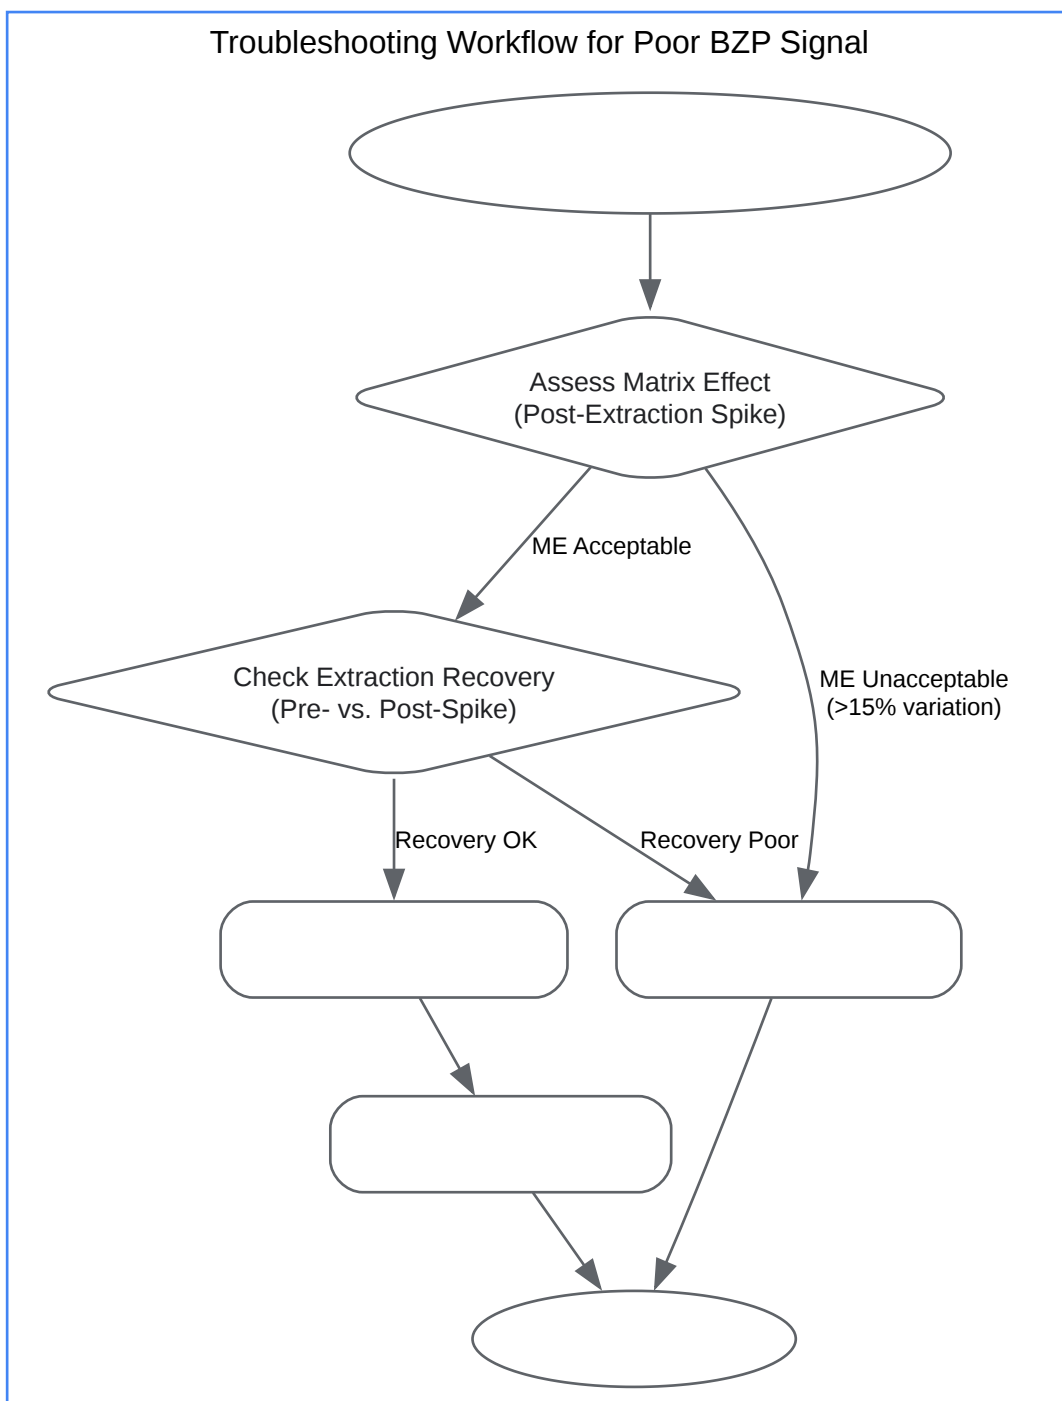 Troubleshooting Workflow for Poor BZP Signal
Assess Matrix Effect
(Post-Extraction Spike)
ME Acceptable
Check Extraction Recovery
(Pre- vs. Post-Spike)
ME Unacceptable
(>15% variation)
Recovery OK
Recovery Poor